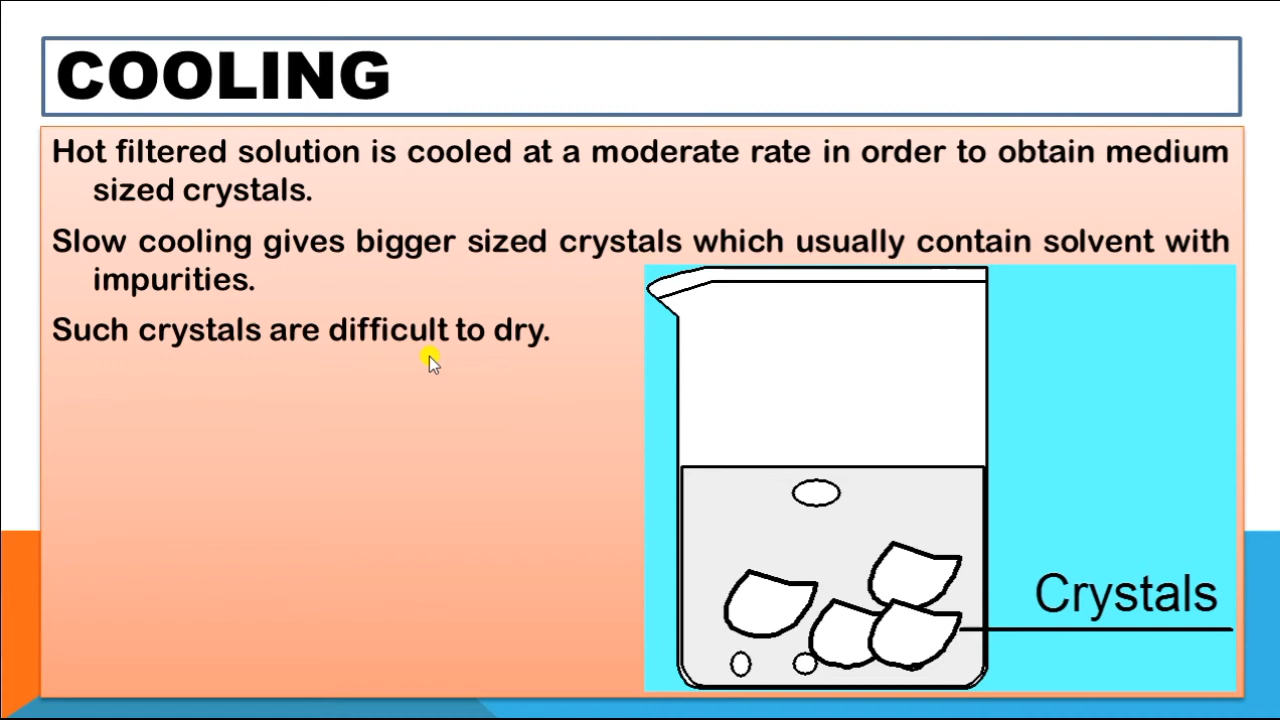 COOLING
Hot filtered solution is cooled at a moderate rate in order to obtain medium
sized crystals.
Slow cooling gives bigger sized crystals which usually contain solvent with
impurities.
Such crystals are difficult to dry.
Crystals